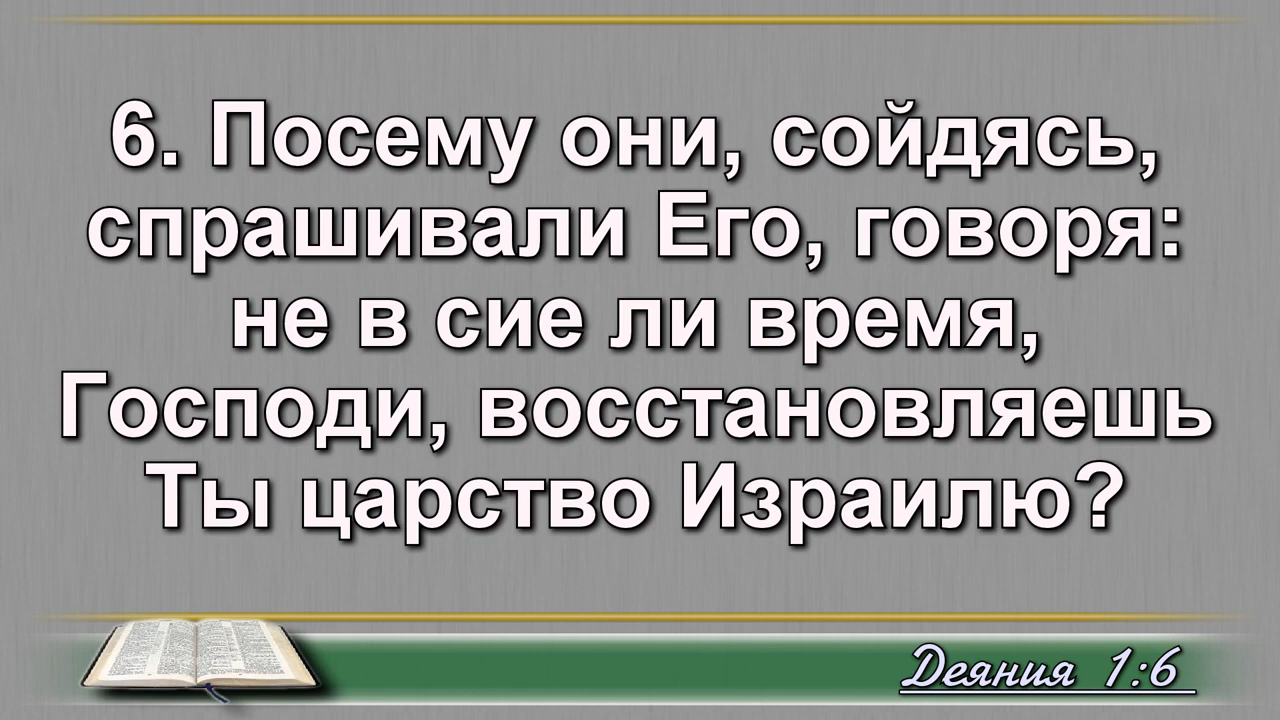 6. Посему они, сойдясь,
спрашивали Его, говоря:
не в сие ли время,
Господи, восстановляешь
Ты царство Израилю?
Деяния 1:6